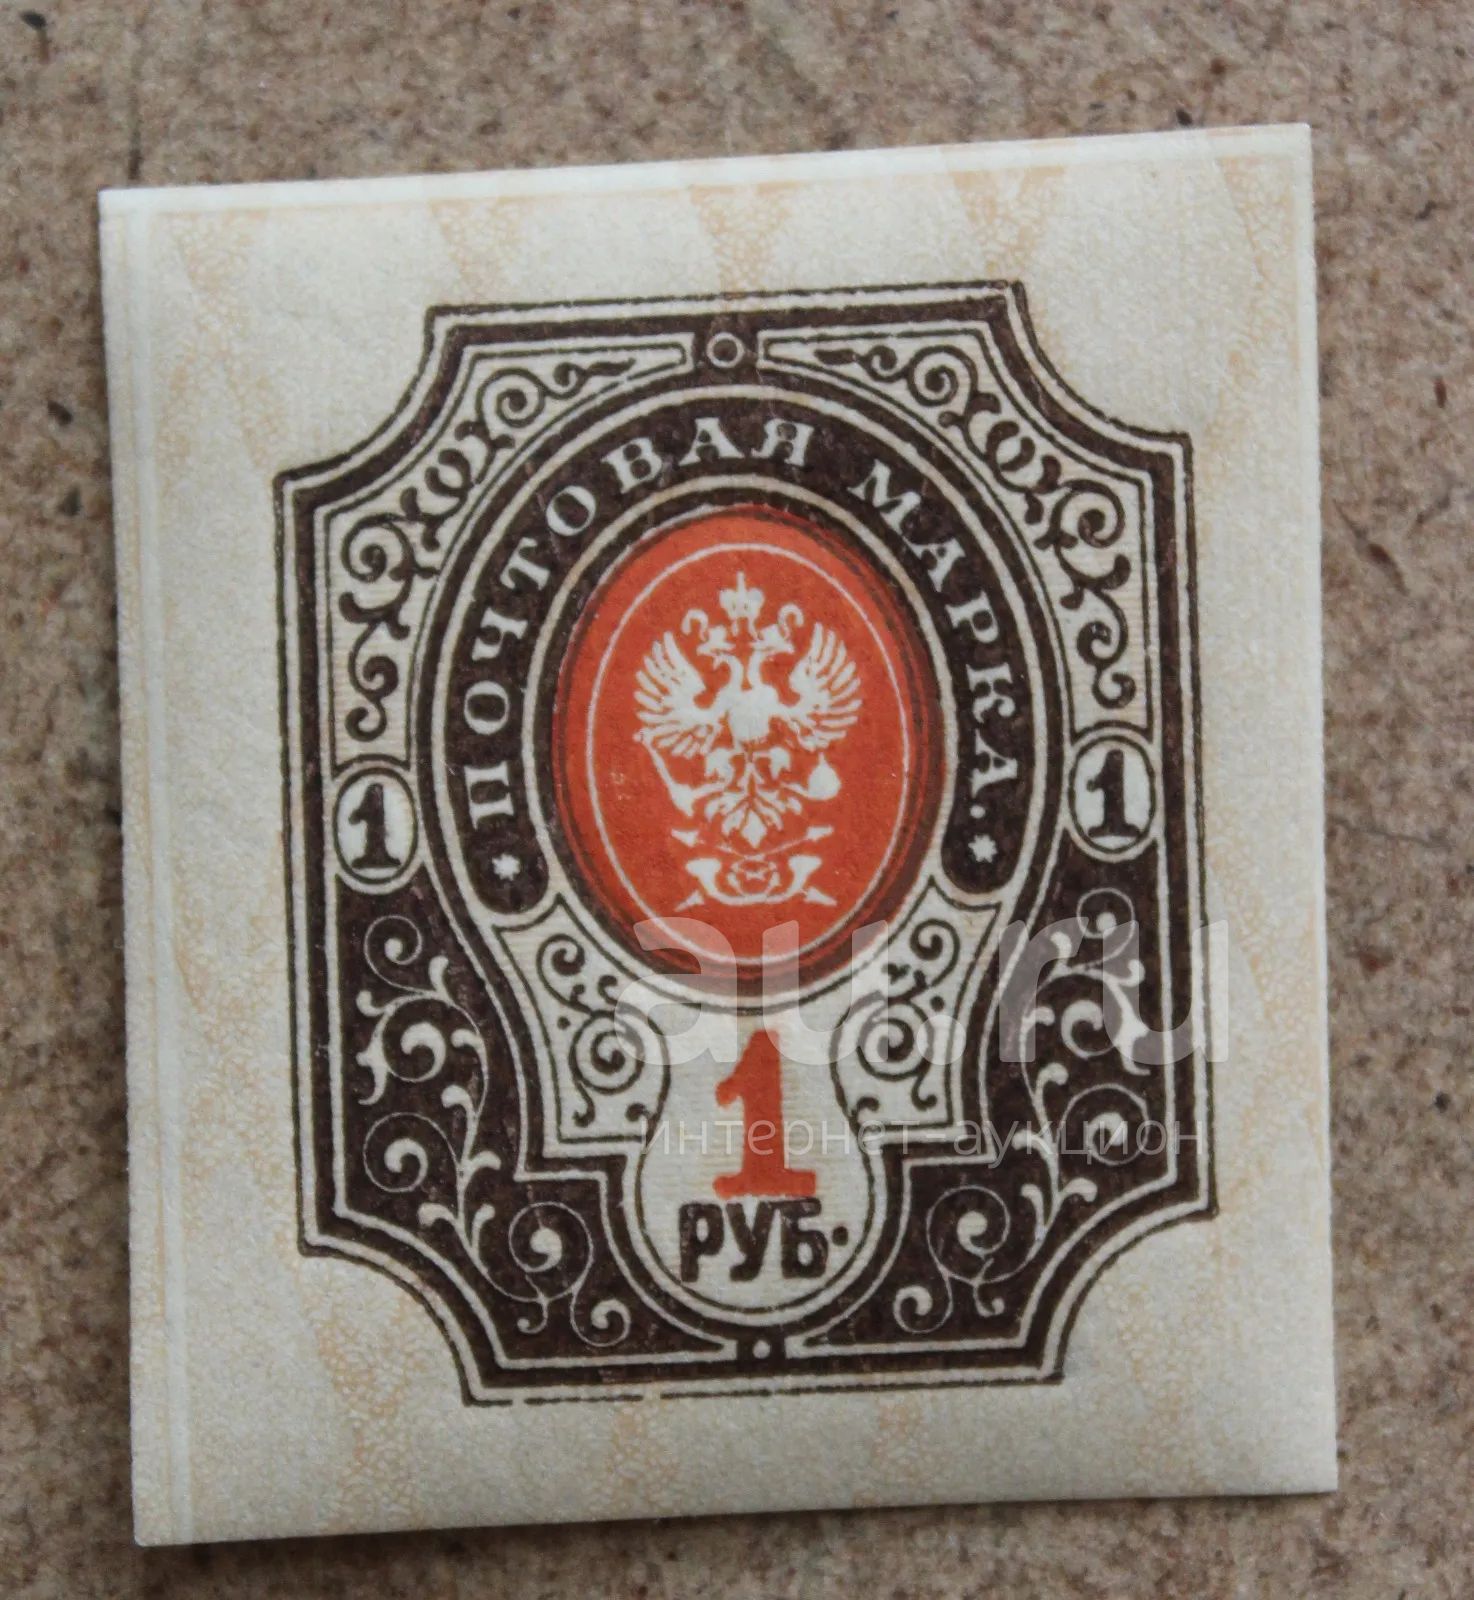 ПОЧТОВАЯ МАРКА.
1 1
1
РУБ.
au.ru
интернет-аукцион